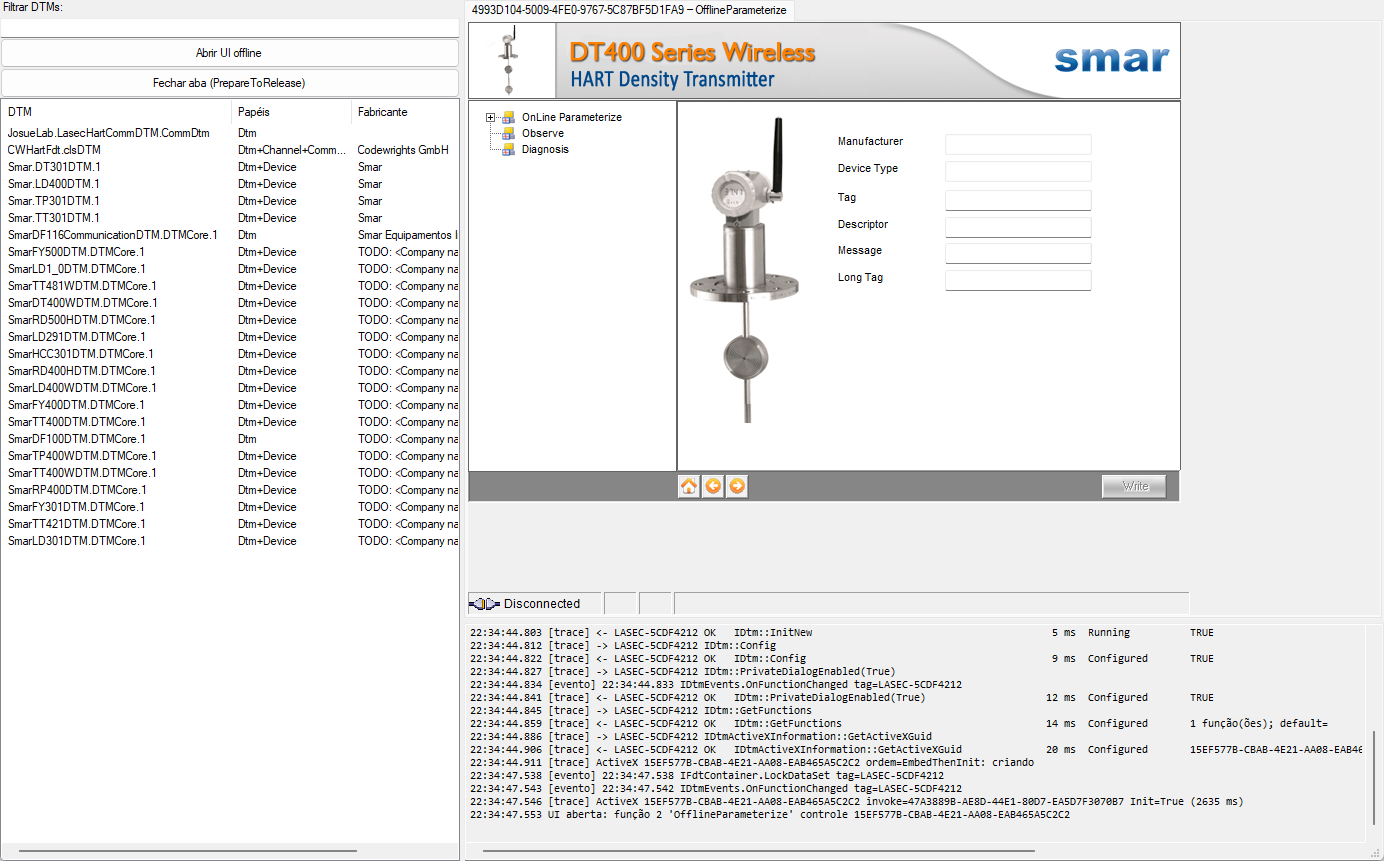 Filtrar DTMs:
Abrir UI offline
Fechar aba (PrepareToRelease)
DTM Papéis Fabricante
JosueLab.LasecHartCommDTM.CommDtm Dtm
CWHartFdt.clsDTM Dtm+Channel+Comm... Codewrights GmbH
Smar.DT301DTM.1 Dtm+Device Smar
Smar.LD400DTM.1 Dtm+Device Smar
Smar.TP301DTM.1 Dtm+Device Smar
Smar.TT301DTM.1 Dtm+Device Smar
SmarDF116CommunicationDTM.DTMCore.1 Dtm Smar Equipamentos I
SmarFY500DTM.DTMCore.1 Dtm+Device TODO: <Company na
SmarLD1_0DTM.DTMCore.1 Dtm+Device TODO: <Company na
SmarTT481WDTM.DTMCore.1 Dtm+Device TODO: <Company na
SmarDT400WDTM.DTMCore.1 Dtm+Device TODO: <Company na
SmarRD500HDTM.DTMCore.1 Dtm+Device TODO: <Company na
SmarLD291DTM.DTMCore.1 Dtm+Device TODO: <Company na
SmarHCC301DTM.DTMCore.1 Dtm+Device TODO: <Company na
SmarRD400HDTM.DTMCore.1 Dtm+Device TODO: <Company na
SmarLD400WDTM.DTMCore.1 Dtm+Device TODO: <Company na
SmarFY400DTM.DTMCore.1 Dtm+Device TODO: <Company na
SmarTT400DTM.DTMCore.1 Dtm+Device TODO: <Company na
SmarDF100DTM.DTMCore.1 Dtm TODO: <Company na
SmarTP400WDTM.DTMCore.1 Dtm+Device TODO: <Company na
SmarTT400WDTM.DTMCore.1 Dtm+Device TODO: <Company na
SmarRP400DTM.DTMCore.1 Dtm+Device TODO: <Company na
SmarFY301DTM.DTMCore.1 Dtm+Device TODO: <Company na
SmarTT421DTM.DTMCore.1 Dtm+Device TODO: <Company na
SmarLD301DTM.DTMCore.1 Dtm+Device TODO: <Company na
4993D104-5009-4FE0-9767-5C87BF5D1FA9 – OfflineParameterize
DT400 Series Wireless
HART Density Transmitter
smar
OnLine Parameterize
Observe
Diagnosis
Manufacturer
Device Type
Tag
Descriptor
Message
Long Tag
Write
Disconnected
22:34:44.803 [trace] <- LASEC-5CDF4212 OK IDtm::InitNew 5 ms Running TRUE
22:34:44.812 [trace] -> LASEC-5CDF4212 IDtm::Config
22:34:44.822 [trace] <- LASEC-5CDF4212 OK IDtm::Config 9 ms Configured TRUE
22:34:44.827 [trace] -> LASEC-5CDF4212 IDtm::PrivateDialogEnabled(True)
22:34:44.834 [evento] 22:34:44.833 IDtmEvents.OnFunctionChanged tag=LASEC-5CDF4212
22:34:44.841 [trace] <- LASEC-5CDF4212 OK IDtm::PrivateDialogEnabled(True) 12 ms Configured TRUE
22:34:44.845 [trace] -> LASEC-5CDF4212 IDtm::GetFunctions
22:34:44.859 [trace] <- LASEC-5CDF4212 OK IDtm::GetFunctions 14 ms Configured 1 função(ões); default=
22:34:44.886 [trace] -> LASEC-5CDF4212 IDtmActiveXInformation::GetActiveXGuid
22:34:44.906 [trace] <- LASEC-5CDF4212 OK IDtmActiveXInformation::GetActiveXGuid 20 ms Configured 15EF577B-CBAB-4E21-AA08-EAB46
22:34:44.911 [trace] ActiveX 15EF577B-CBAB-4E21-AA08-EAB465A5C2C2 ordem=EmbedThenInit: criando
22:34:47.538 [evento] 22:34:47.538 IFdtContainer.LockDataSet tag=LASEC-5CDF4212
22:34:47.543 [evento] 22:34:47.542 IDtmEvents.OnFunctionChanged tag=LASEC-5CDF4212
22:34:47.546 [trace] ActiveX 15EF577B-CBAB-4E21-AA08-EAB465A5C2C2 invoke=47A3889B-AE8D-44E1-80D7-EA5D7F3070B7 Init=True (2635 ms)
22:34:47.553 UI aberta: função 2 'OfflineParameterize' controle 15EF577B-CBAB-4E21-AA08-EAB465A5C2C2